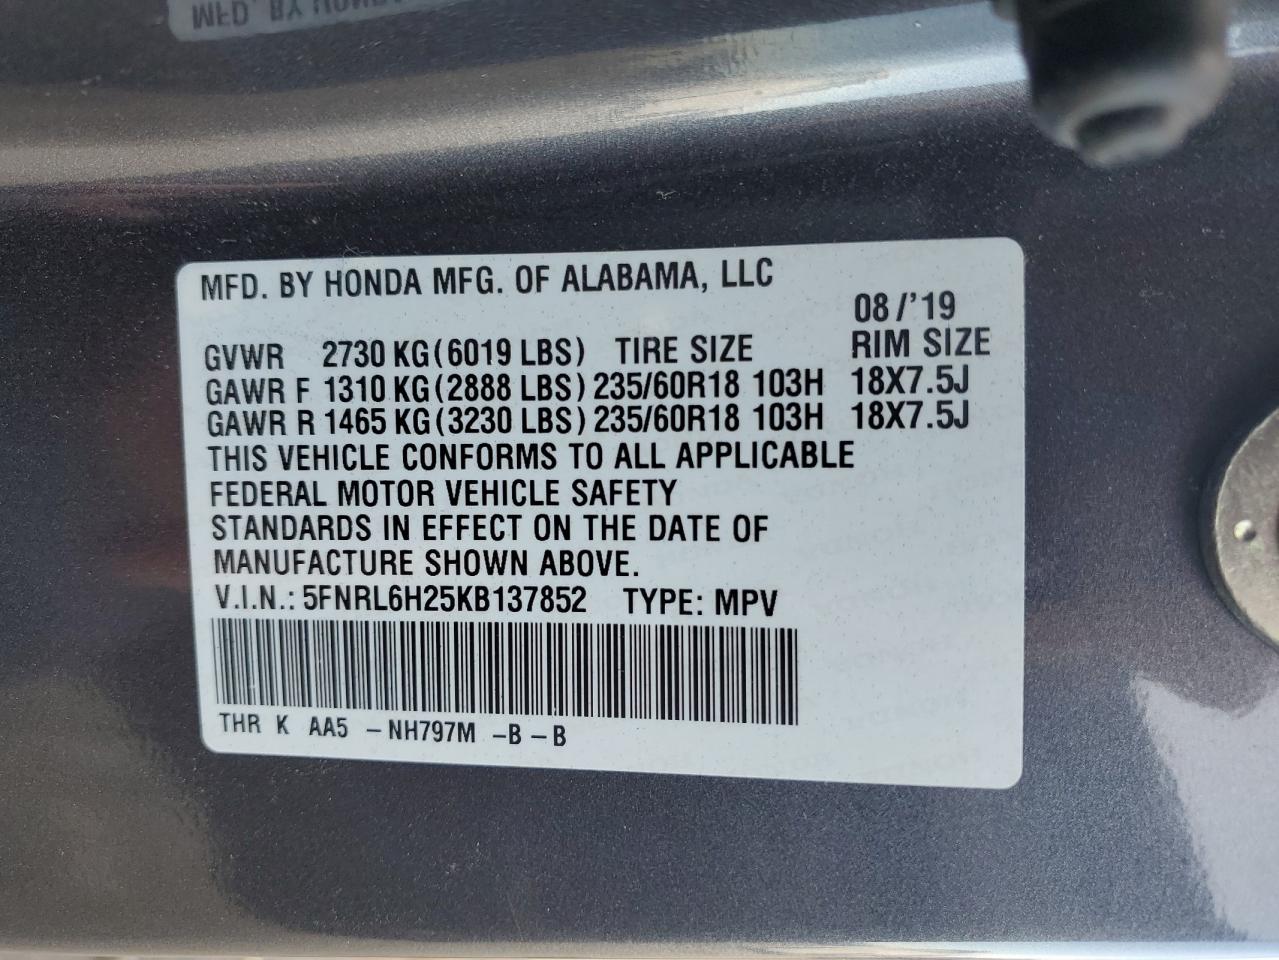 MFD. BY HONDA MFG. OF ALABAMA, LLC
08/'19
GVWR 2730 KG(6019 LBS) TIRE SIZE RIM SIZE
GAWR F 1310 KG(2888 LBS) 235/60R18 103H 18X7.5J
GAWR R 1465 KG(3230 LBS) 235/60R18 103H 18X7.5J
THIS VEHICLE CONFORMS TO ALL APPLICABLE
FEDERAL MOTOR VEHICLE SAFETY
STANDARDS IN EFFECT ON THE DATE OF
MANUFACTURE SHOWN ABOVE.
V.I.N.: 5FNRL6H25KB137852 TYPE: MPV
THR K AA5 -NH797M -B-B